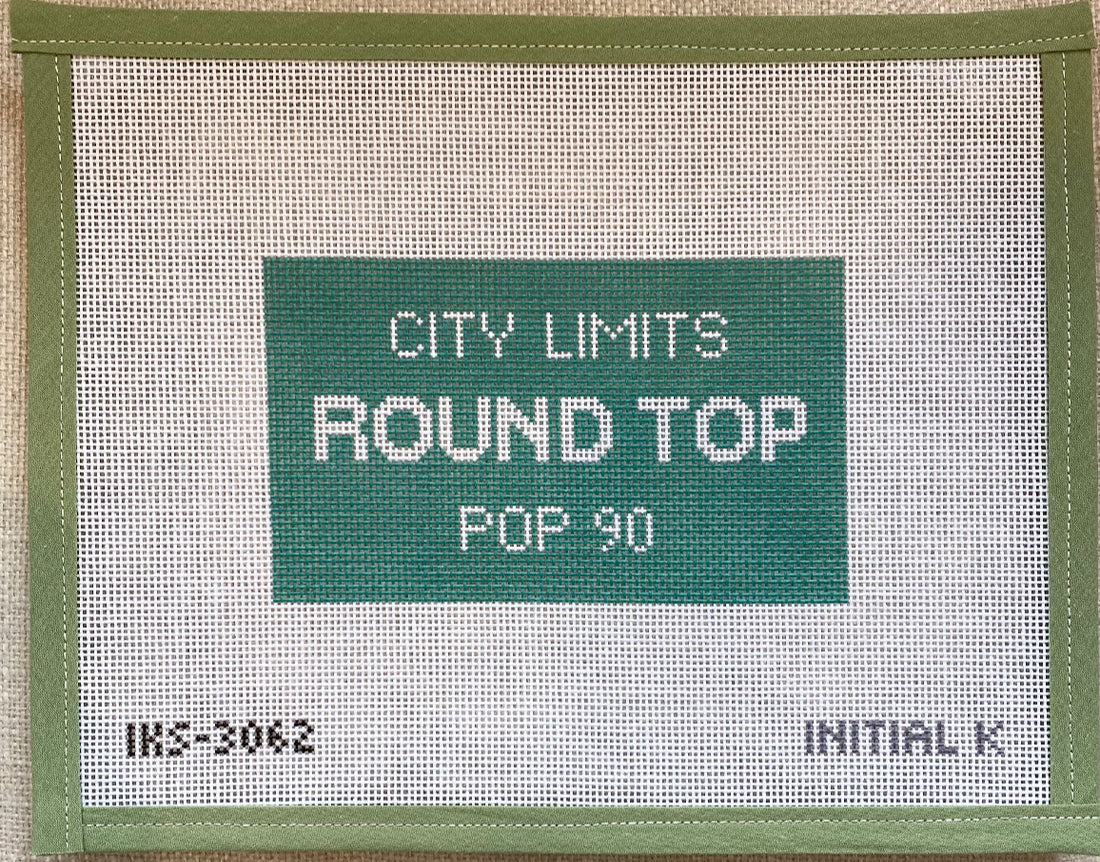 CITY LIMITS
ROUND TOP
POP 90
IKS-3062
INITIAL K